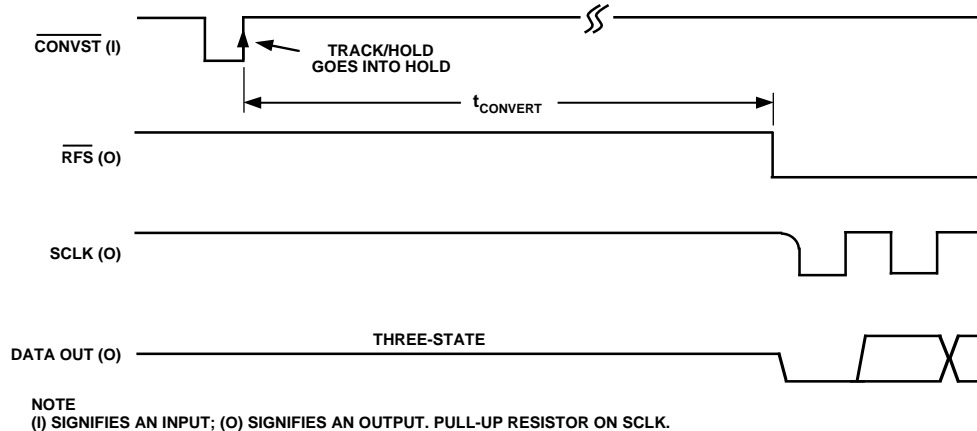 CONVST (I)
TRACK/HOLD
GOES INTO HOLD
tCONVERT
RFS (O)
SCLK (O)
THREE-STATE
DATA OUT (O)
NOTE
(I) SIGNIFIES AN INPUT; (O) SIGNIFIES AN OUTPUT. PULL-UP RESISTOR ON SCLK.